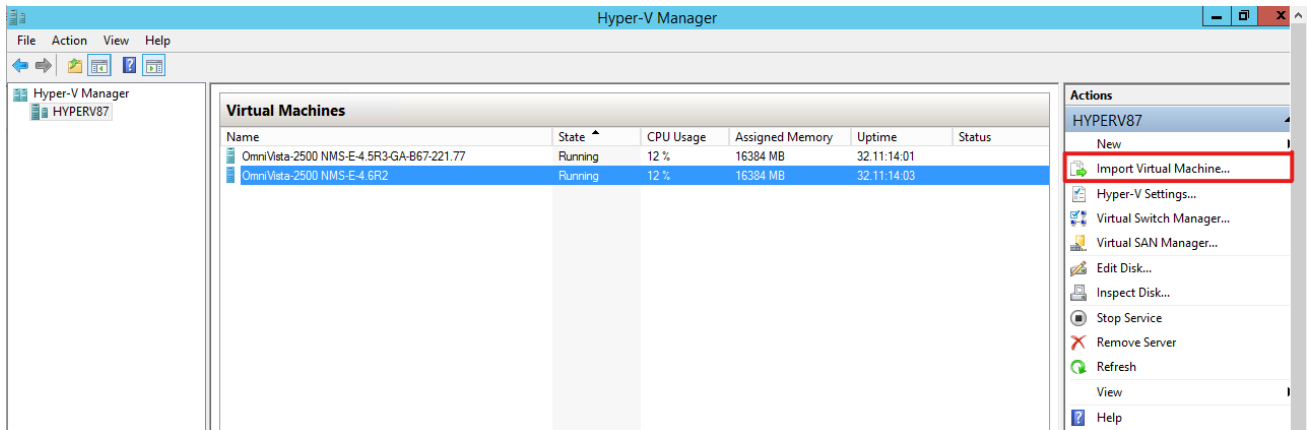 Hyper-V Manager
File Action View Help
Hyper-V Manager
HYPERV87
Virtual Machines
Name State CPU Usage Assigned Memory Uptime Status
OmniVista-2500 NMS-E-4.5R3-GA-B67-221.77 Running 12 % 16384 MB 32.11:14:01
OmniVista-2500 NMS-E-4.6R2 Running 12 % 16384 MB 32.11:14:03
Actions
HYPERV87
New
Import Virtual Machine...
Hyper-V Settings...
Virtual Switch Manager...
Virtual SAN Manager...
Edit Disk...
Inspect Disk...
Stop Service
Remove Server
Refresh
View
Help